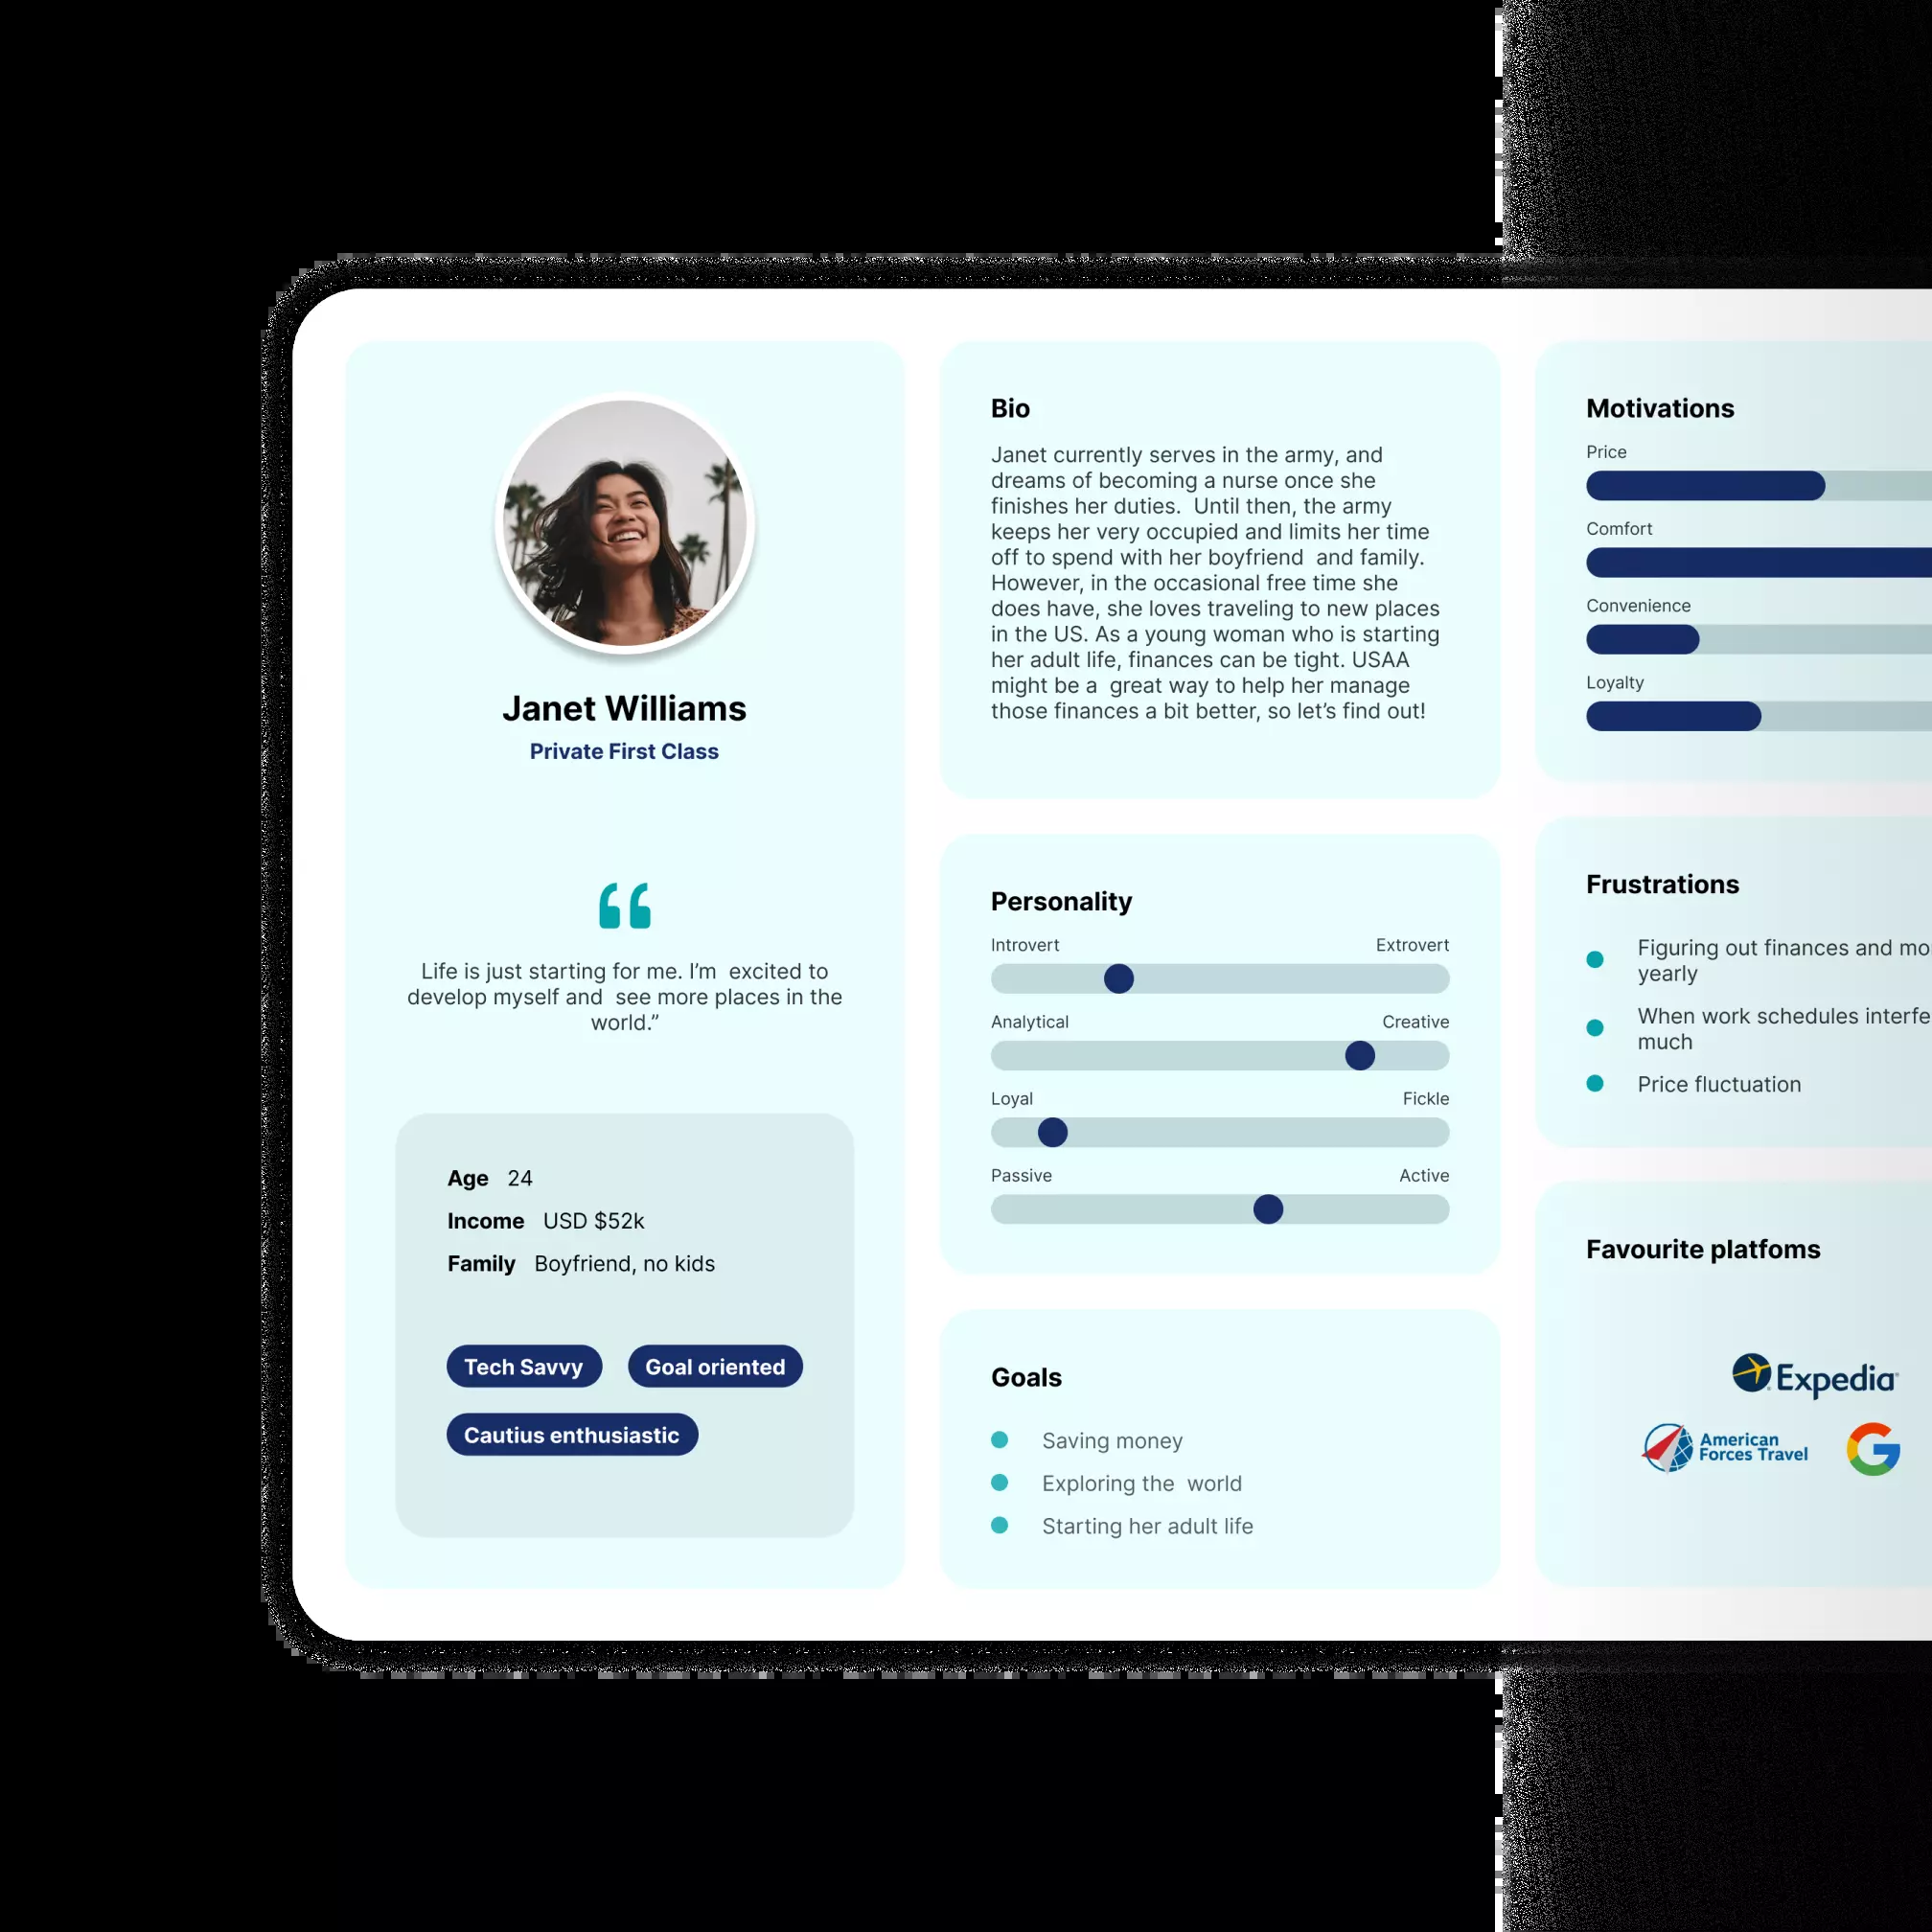 Janet Williams
Private First Class
Life is just starting for me. I’m  excited to
develop myself and  see more places in the
world.”
Age 24
Income USD $52k
Family Boyfriend, no kids
Tech Savvy
Goal oriented
Cautius enthusiastic
Bio
Janet currently serves in the army, and
dreams of becoming a nurse once she
finishes her duties.  Until then, the army
keeps her very occupied and limits her time
off to spend with her boyfriend  and family.
However, in the occasional free time she
does have, she loves traveling to new places
in the US. As a young woman who is starting
her adult life, finances can be tight. USAA
might be a  great way to help her manage
those finances a bit better, so let’s find out!
Personality
Introvert Extrovert
Analytical Creative
Loyal Fickle
Passive Active
Goals
Saving money
Exploring the  world
Starting her adult life
Motivations
Price
Comfort
Convenience
Loyalty
Frustrations
Figuring out finances and
yearly
When work schedules
much
Price fluctuation
Favourite platfoms
Expedia
American
Forces Travel
G